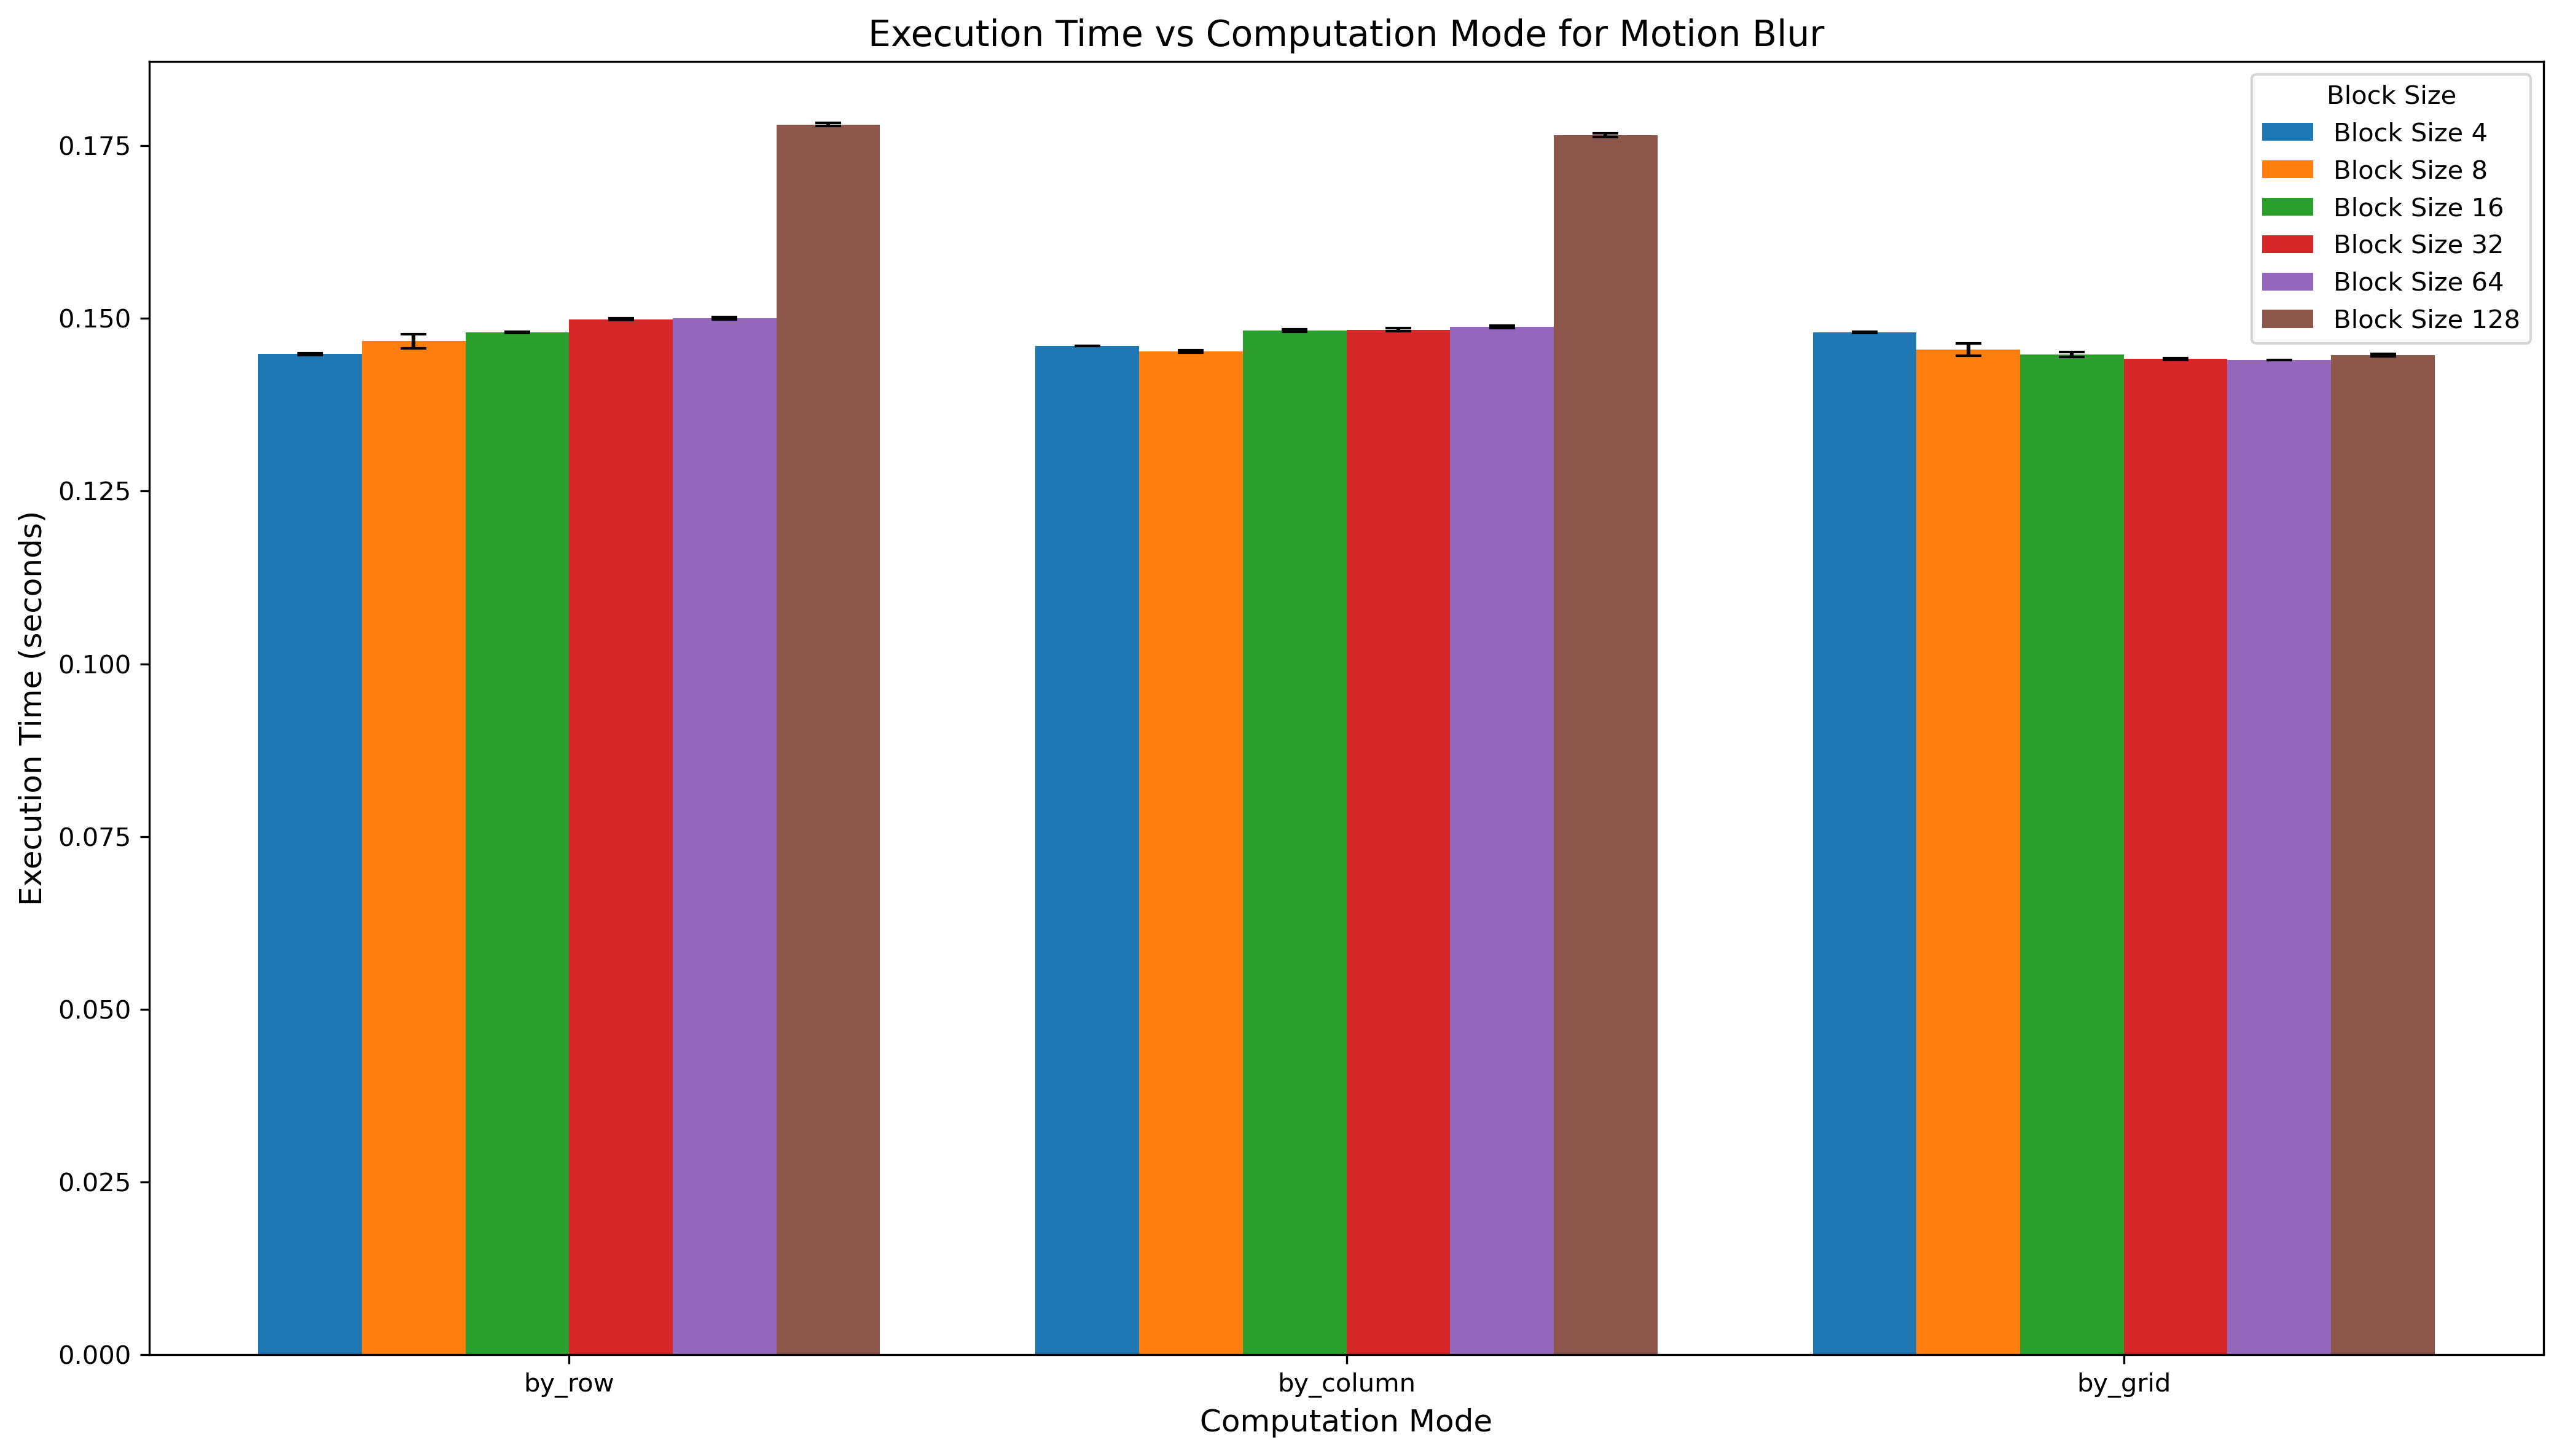 Execution Time vs Computation Mode for Motion Blur
Block Size
Block Size 4
Block Size 8
Block Size 16
Block Size 32
Block Size 64
Block Size 128
Execution Time (seconds)
0.175
0.150
0.125
0.100
0.075
0.050
0.025
0.000
by_row
by_column
by_grid
Computation Mode